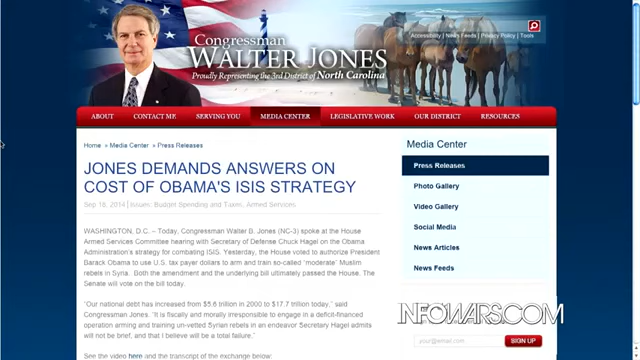 Congressman
WALTER JONES
Proudly Representing the 3rd District of North Carolina
Accessibility | News Feeds | Privacy Policy | Tools
ABOUT CONTACT ME SERVING YOU MEDIA CENTER LEGISLATIVE WORK OUR DISTRICT RESOURCES
Home » Media Center » Press Releases
JONES DEMANDS ANSWERS ON
COST OF OBAMA'S ISIS STRATEGY
Sep 18, 2014 | Issues: Budget Spending and Taxes, Armed Services
WASHINGTON, D.C. – Today, Congressman Walter B. Jones (NC-3) spoke at the House
Armed Services Committee hearing with Secretary of Defense Chuck Hagel on the Obama
Administration's strategy for combating ISIS. Yesterday, the House voted to authorize President
Barack Obama to use U.S. tax payer dollars to arm and train so-called "moderate" Muslim
rebels in Syria. Both the amendment and the underlying bill ultimately passed the House. The
Senate will vote on the bill today.
"Our national debt has increased from $5.6 trillion in 2000 to $17.7 trillion today," said
Congressman Jones. "It is fiscally and morally irresponsible to engage in a deficit-financed
operation arming and training un-vetted Syrian rebels in an endeavor Secretary Hagel admits
will not be brief, and that I believe will be a total failure."
See the video here and the transcript of the exchange below:
Media Center
Press Releases
Photo Gallery
Video Gallery
Social Media
News Articles
News Feeds
INFOWARS.COM
your@email.com SIGN UP